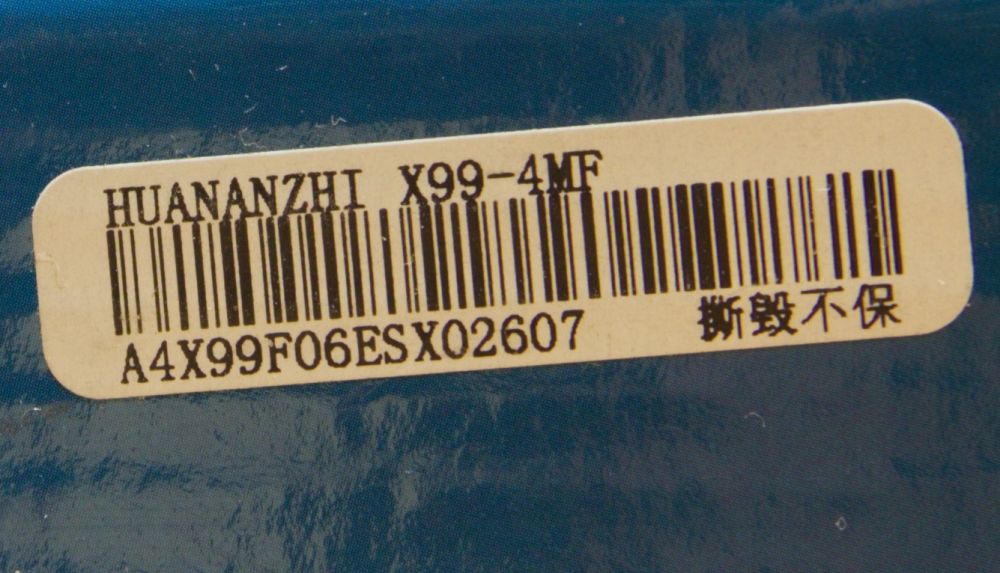 HUANANZHI X99-4MF
A4X99F06ESX02607 撕毁不保